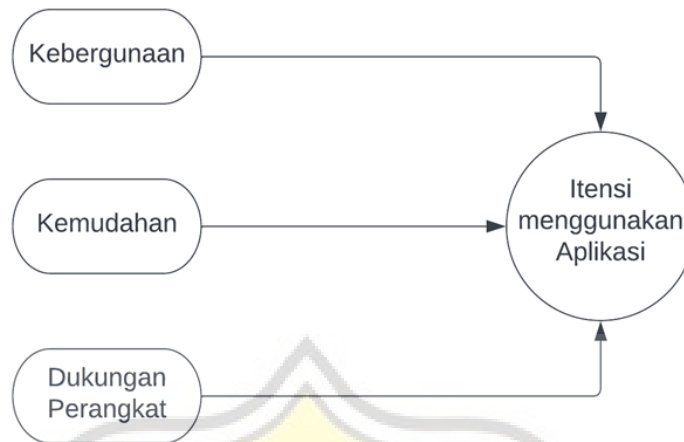 Kebergunaan
Kemudahan
Itensi
menggunakan
Aplikasi
Dukungan
Perangkat